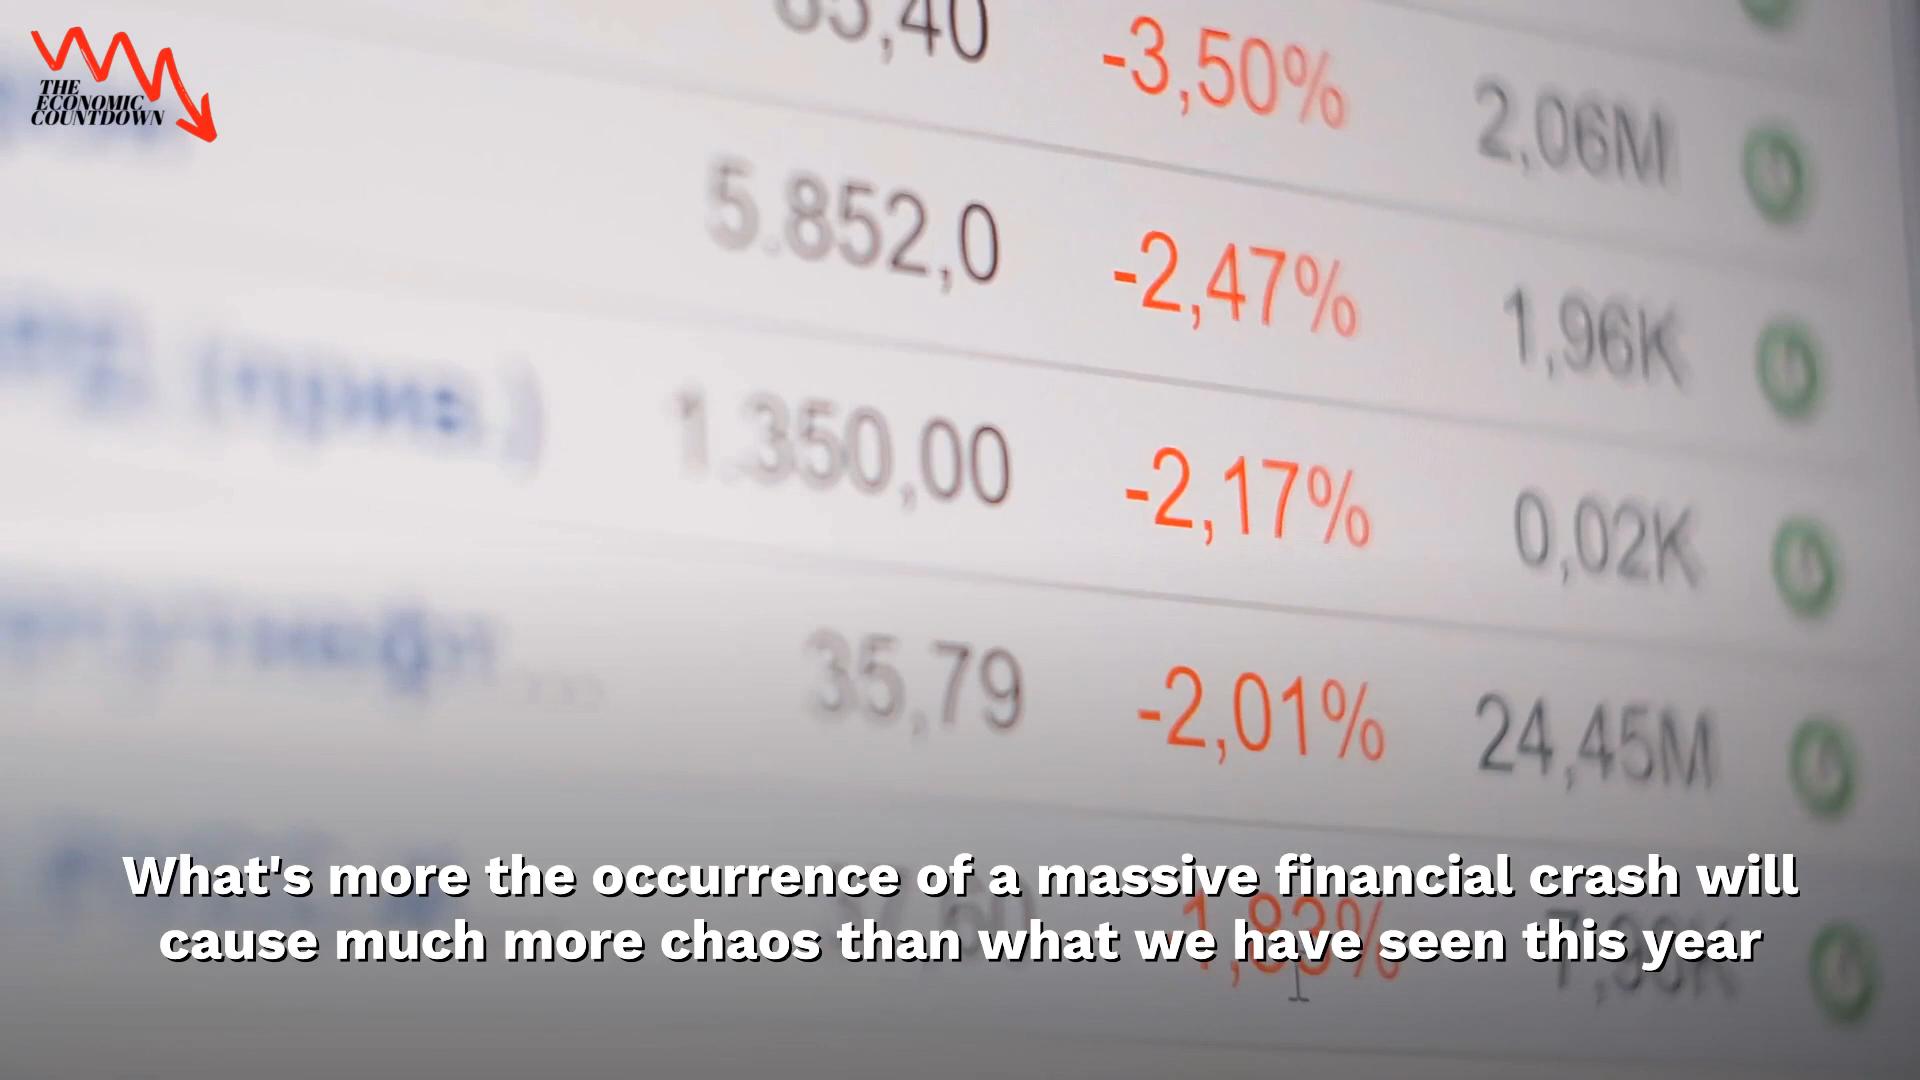 THE
ECONOMIC
COUNTDOWN
-3,50%
2,06M
5.852,0
-2,47%
1,96K
(прив.)
1.350,00
-2,17%
0,02K
35,79
-2,01%
24,45M
What's more the occurrence of a massive financial crash will
cause much more chaos than what we have seen this year